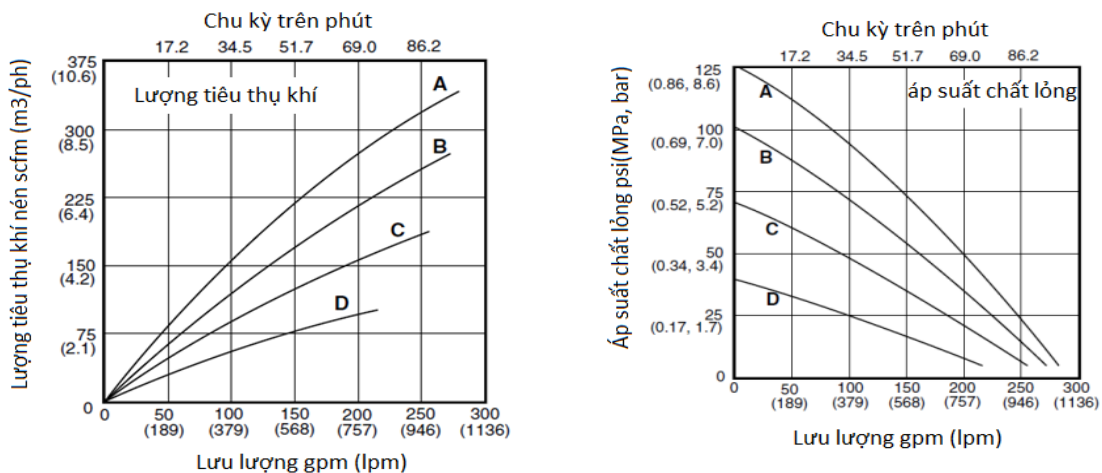 Chu kỳ trên phút
17.2 34.5 51.7 69.0 86.2
Lượng tiêu thụ khí nén scfm (m3/ph)
375
(10.6)
300
(8.5)
225
(6.4)
150
(4.2)
75
(2.1)
0
Lượng tiêu thụ khí
A
B
C
D
0 50 100 150 200 250 300
(189) (379) (568) (757) (946) (1136)
Lưu lượng gpm (lpm)
Chu kỳ trên phút
17.2 34.5 51.7 69.0 86.2
Áp suất chất lỏng psi(MPa, bar)
125
(0.86, 8.6)
100
(0.69, 7.0)
75
(0.52, 5.2)
50
(0.34, 3.4)
25
(0.17, 1.7)
0
áp suất chất lỏng
A
B
C
D
0 50 100 150 200 250 300
(189) (379) (568) (757) (946) (1136)
Lưu lượng gpm (lpm)